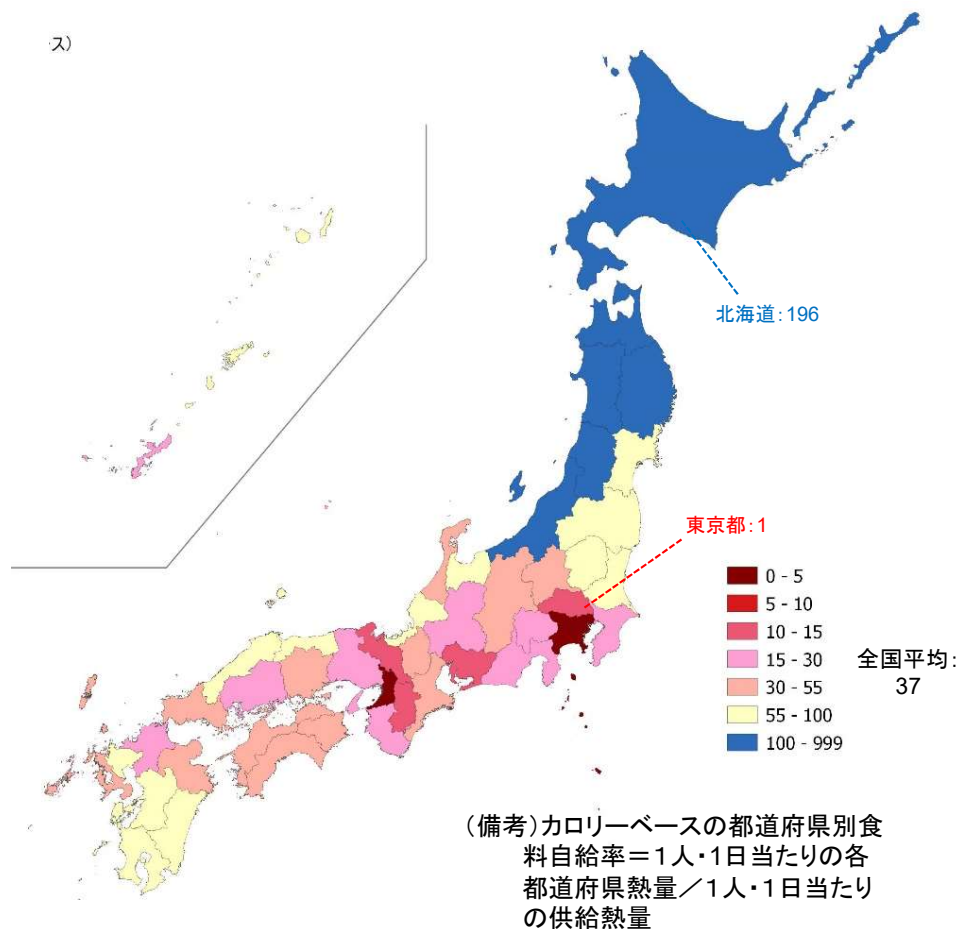 ス)
北海道：196
東京都：1
0 - 5
5 - 10
10 - 15
15 - 30
30 - 55
55 - 100
100 - 999
全国平均：
37
（備考）カロリーベースの都道府県別食
料自給率＝１人・１日当たりの各
都道府県熱量／１人・１日当たり
の供給熱量